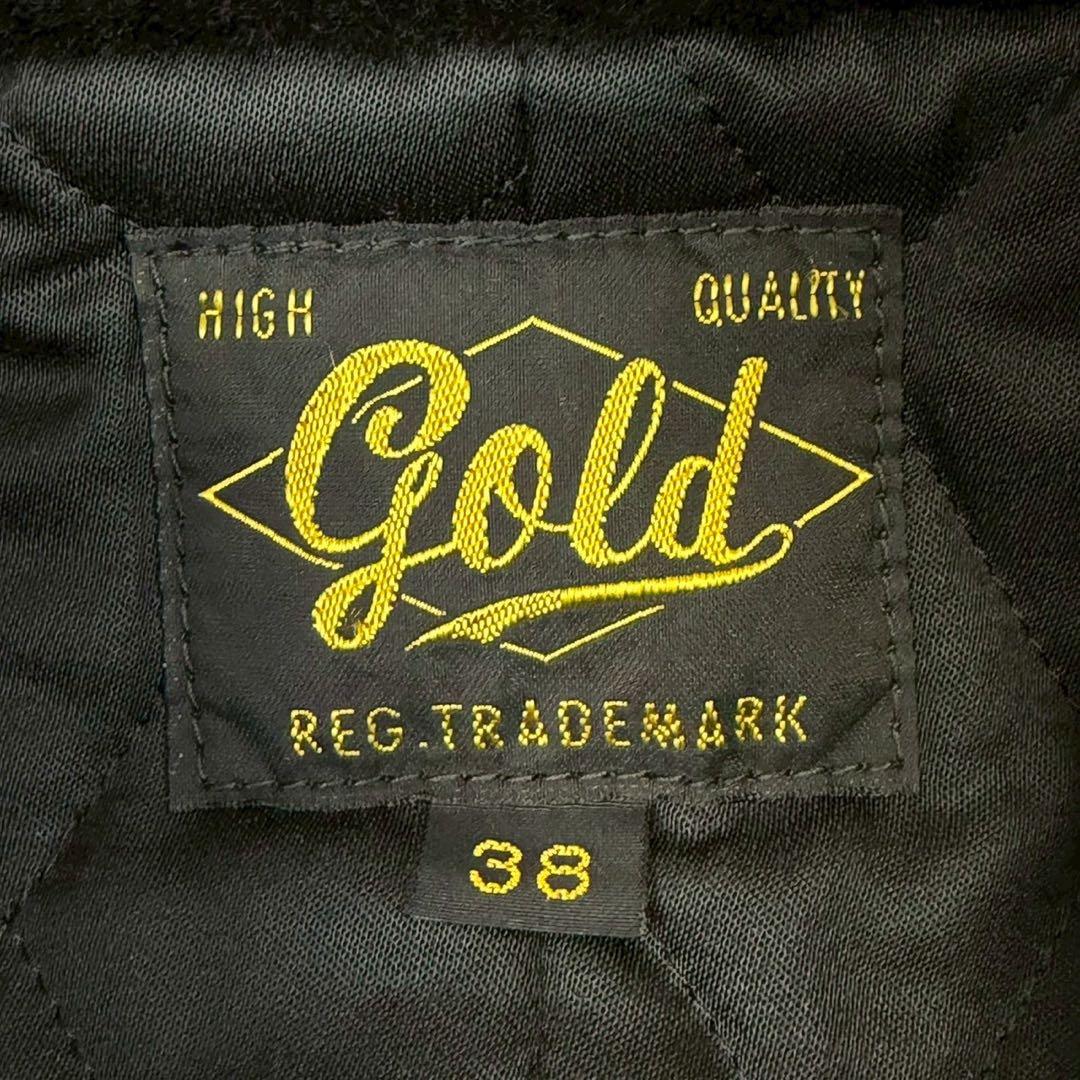 HIGH QUALITY
Gold
REG.TRADEMARK
38